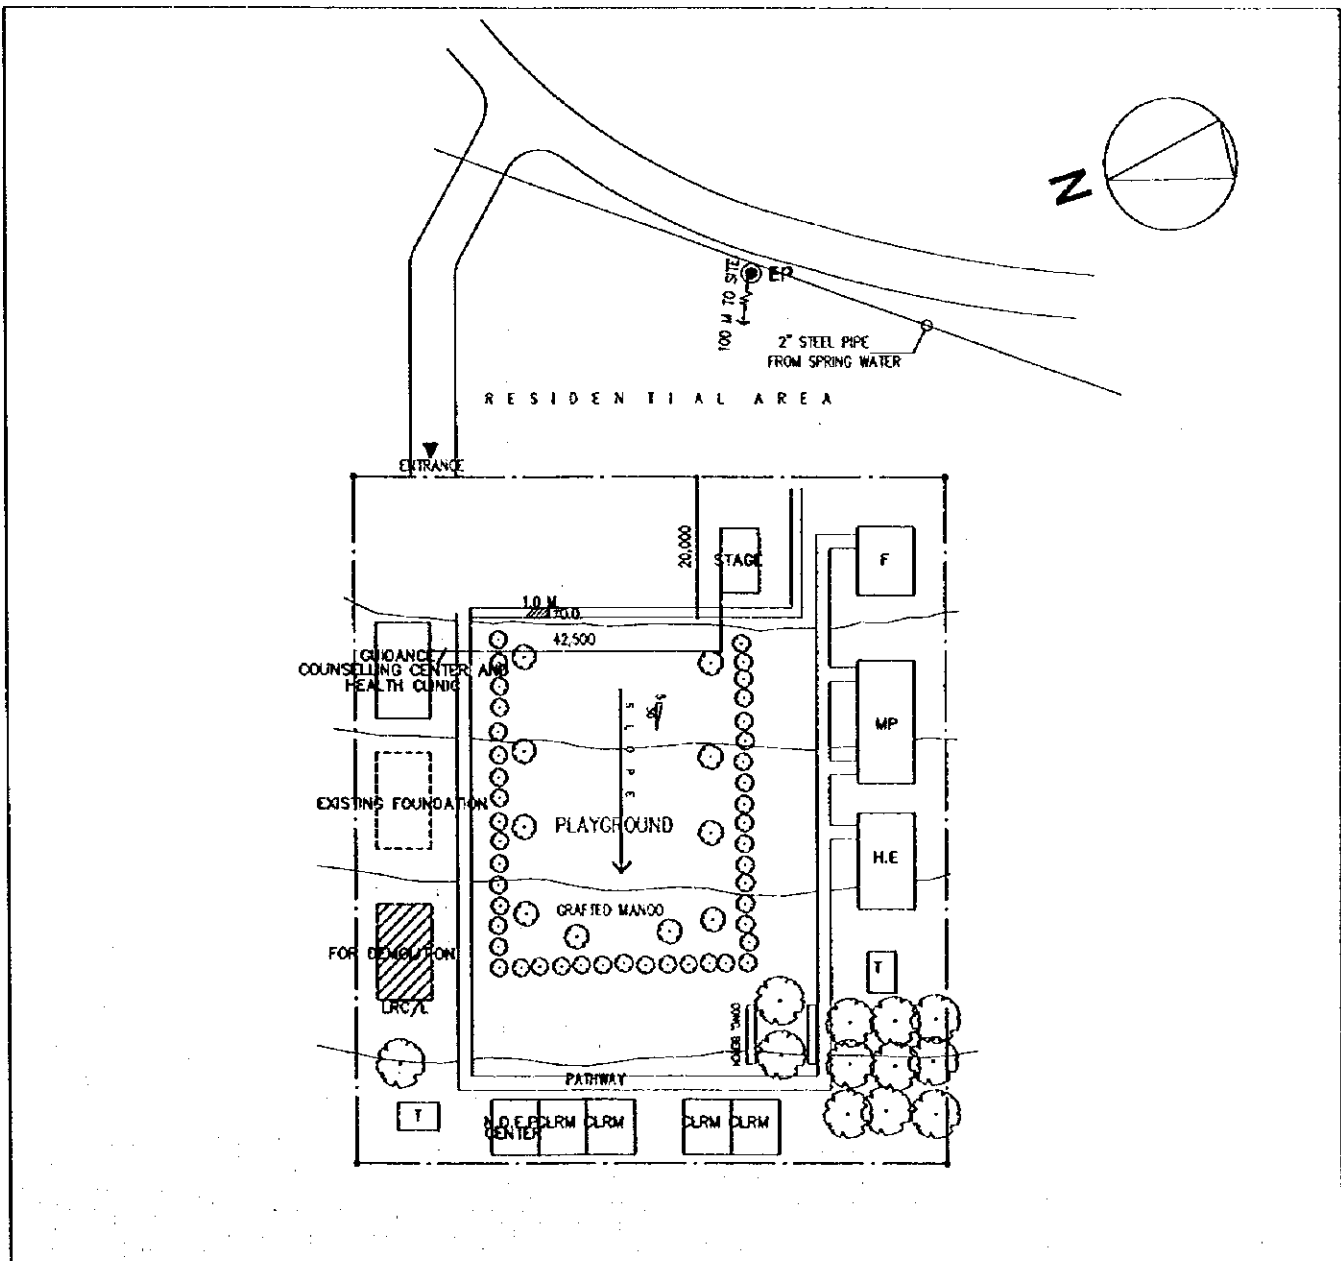 N
100 M TO SITE
EP
2" STEEL PIPE
FROM SPRING WATER
RESIDENTIAL AREA
ENTRANCE
20,000
STAGE
F
1.0 M
42,500
GUIDANCE/
COUNSELLING CENTER AND
HEALTH CLINIC
SLOPE
MP
EXISTING FOUNDATION
PLAYGROUND
H.E
GRAFTED MANGO
FOR DEMOLITION
T
LRC/L
CONC. BENCH
PATHWAY
T
CENTER
CLRM
CLRM
CLRM
CLRM